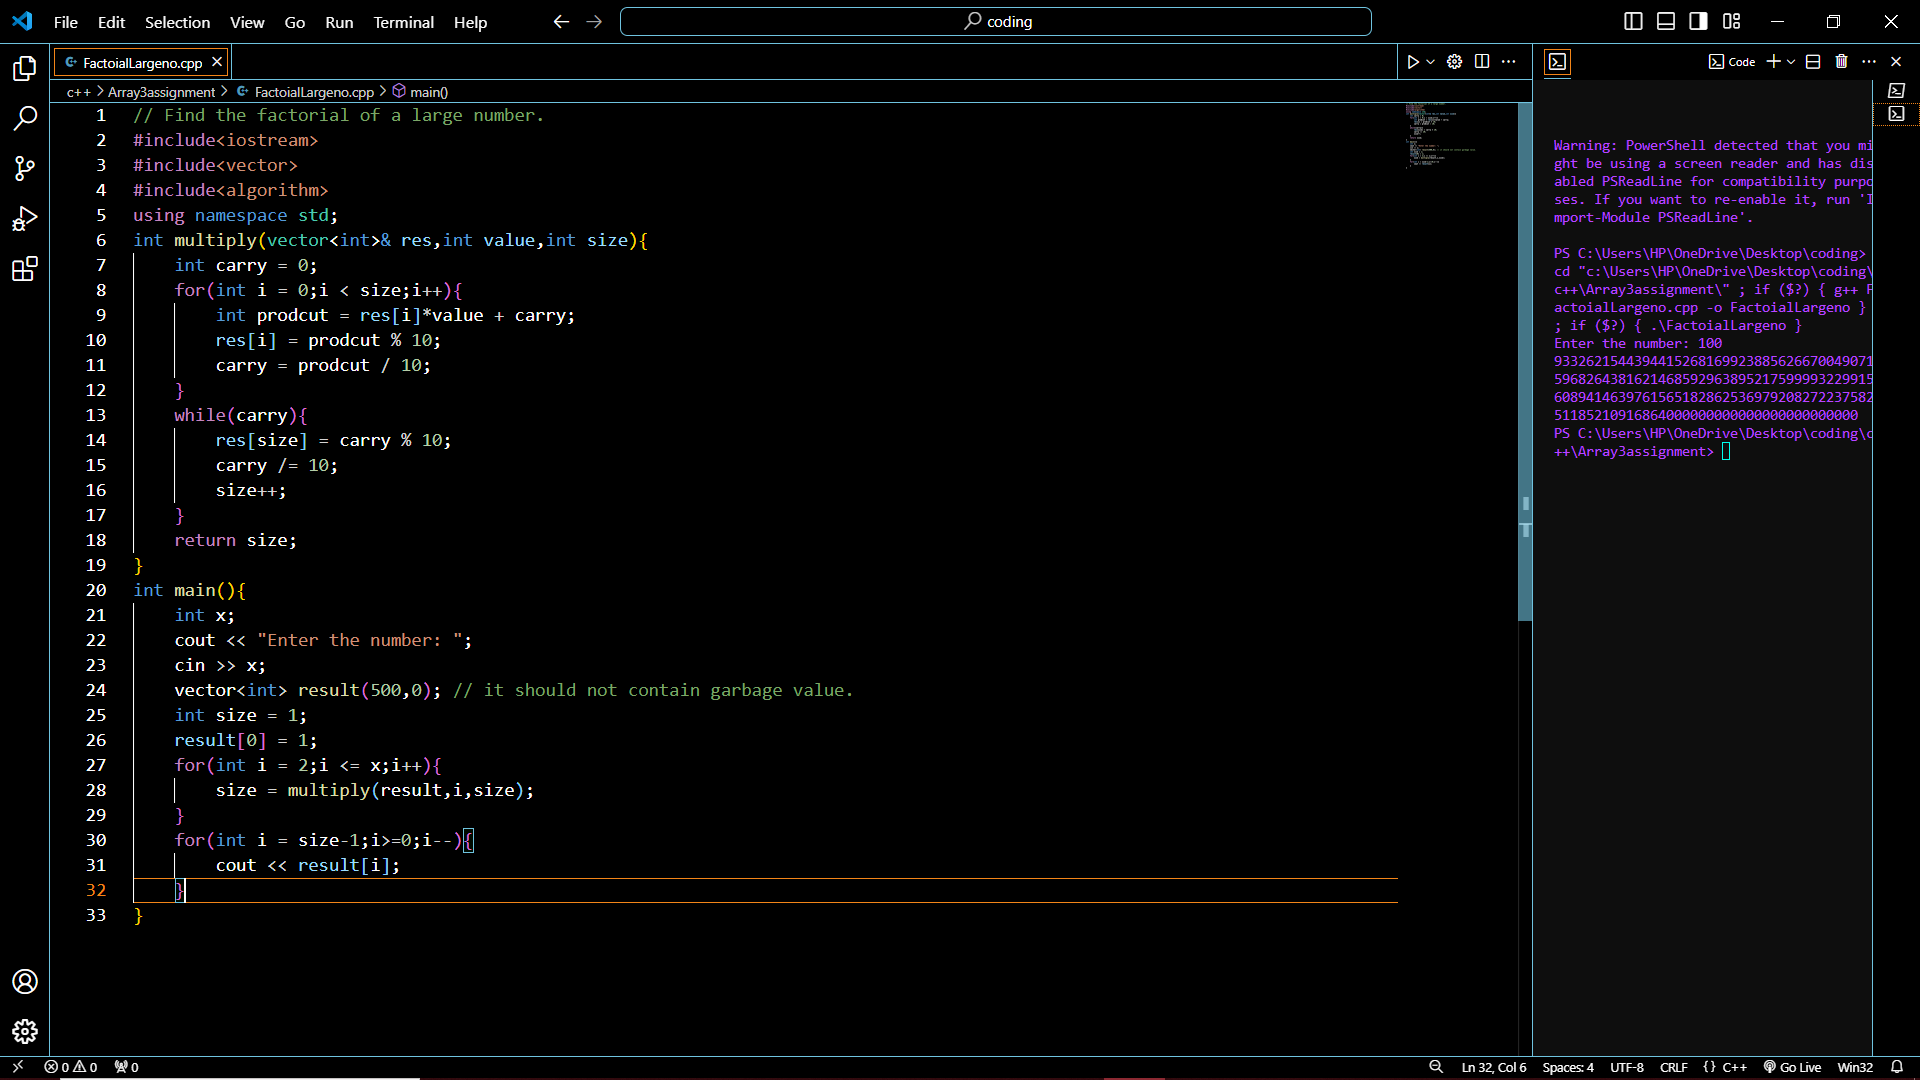 File Edit Selection View Go Run Terminal Help
coding
FactoialLargeno.cpp
Code
c++ > Array3assignment > FactoialLargeno.cpp > main()
1 // Find the factorial of a large number.
2 #include<iostream>
3 #include<vector>
4 #include<algorithm>
5 using namespace std;
6 int multiply(vector<int>& res,int value,int size){
7 int carry = 0;
8 for(int i = 0;i < size;i++){
9 int prodcut = res[i]*value + carry;
10 res[i] = prodcut % 10;
11 carry = prodcut / 10;
12 }
13 while(carry){
14 res[size] = carry % 10;
15 carry /= 10;
16 size++;
17 }
18 return size;
19 }
20 int main(){
21 int x;
22 cout << "Enter the number: ";
23 cin >> x;
24 vector<int> result(500,0); // it should not contain garbage value.
25 int size = 1;
26 result[0] = 1;
27 for(int i = 2;i <= x;i++){
28 size = multiply(result,i,size);
29 }
30 for(int i = size-1;i>=0;i--){
31 cout << result[i];
32 }
33 }
Warning: PowerShell detected that you mi
ght be using a screen reader and has dis
abled PSReadLine for compatibility purpo
ses. If you want to re-enable it, run 'I
mport-Module PSReadLine'.
PS C:\Users\HP\OneDrive\Desktop\coding>
cd "c:\Users\HP\OneDrive\Desktop\coding\
c++\Array3assignment\" ; if ($?) { g++ F
actoialLargeno.cpp -o FactoialLargeno }
; if ($?) { .\FactoialLargeno }
Enter the number: 100
9332621544394415268169923885626670049071
5968264381621468592963895217599993229915
6089414639761565182862536979208272237582
51185210916864000000000000000000000000
PS C:\Users\HP\OneDrive\Desktop\coding\c
++\Array3assignment>
0 0 0
Ln 32, Col 6 Spaces: 4 UTF-8 CRLF {} C++ Go Live Win32